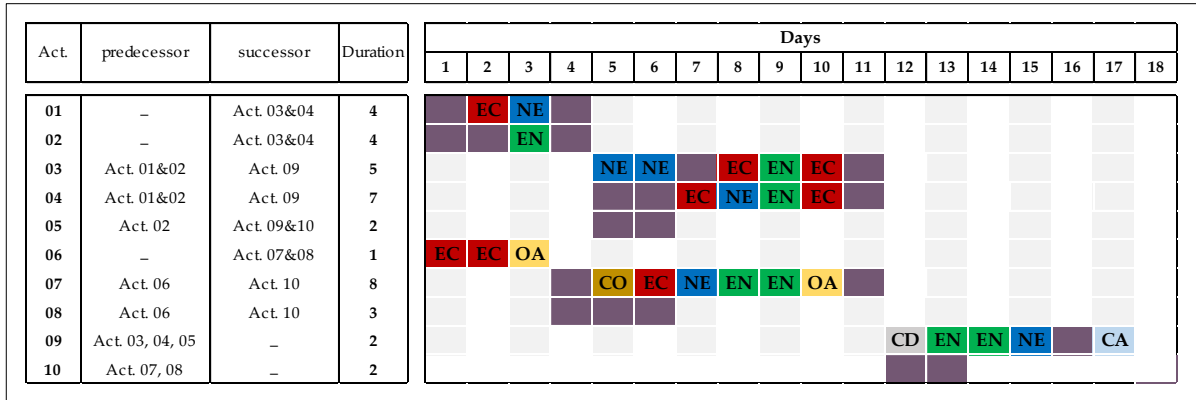 Act. predecessor successor Duration Days
1 2 3 4 5 6 7 8 9 10 11 12 13 14 15 16 17 18
01 – Act. 03&04 4 EC NE
02 – Act. 03&04 4 EN
03 Act. 01&02 Act. 09 5 NE NE EC EN EC
04 Act. 01&02 Act. 09 7 EC NE EN EC
05 Act. 02 Act. 09&10 2
06 – Act. 07&08 1 EC EC OA
07 Act. 06 Act. 10 8 CO EC NE EN EN OA
08 Act. 06 Act. 10 3
09 Act. 03, 04, 05 – 2 CD EN EN NE CA
10 Act. 07, 08 – 2